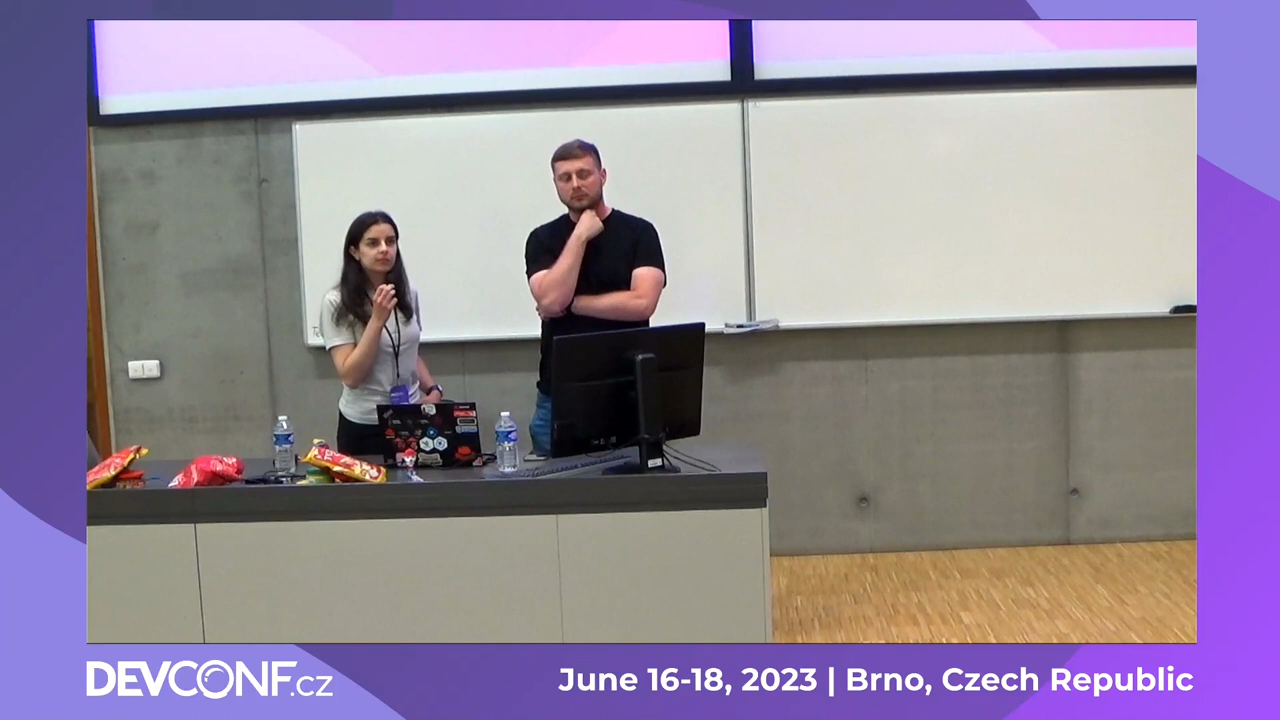 DEVCONF.cz
June 16-18, 2023 | Brno, Czech Republic